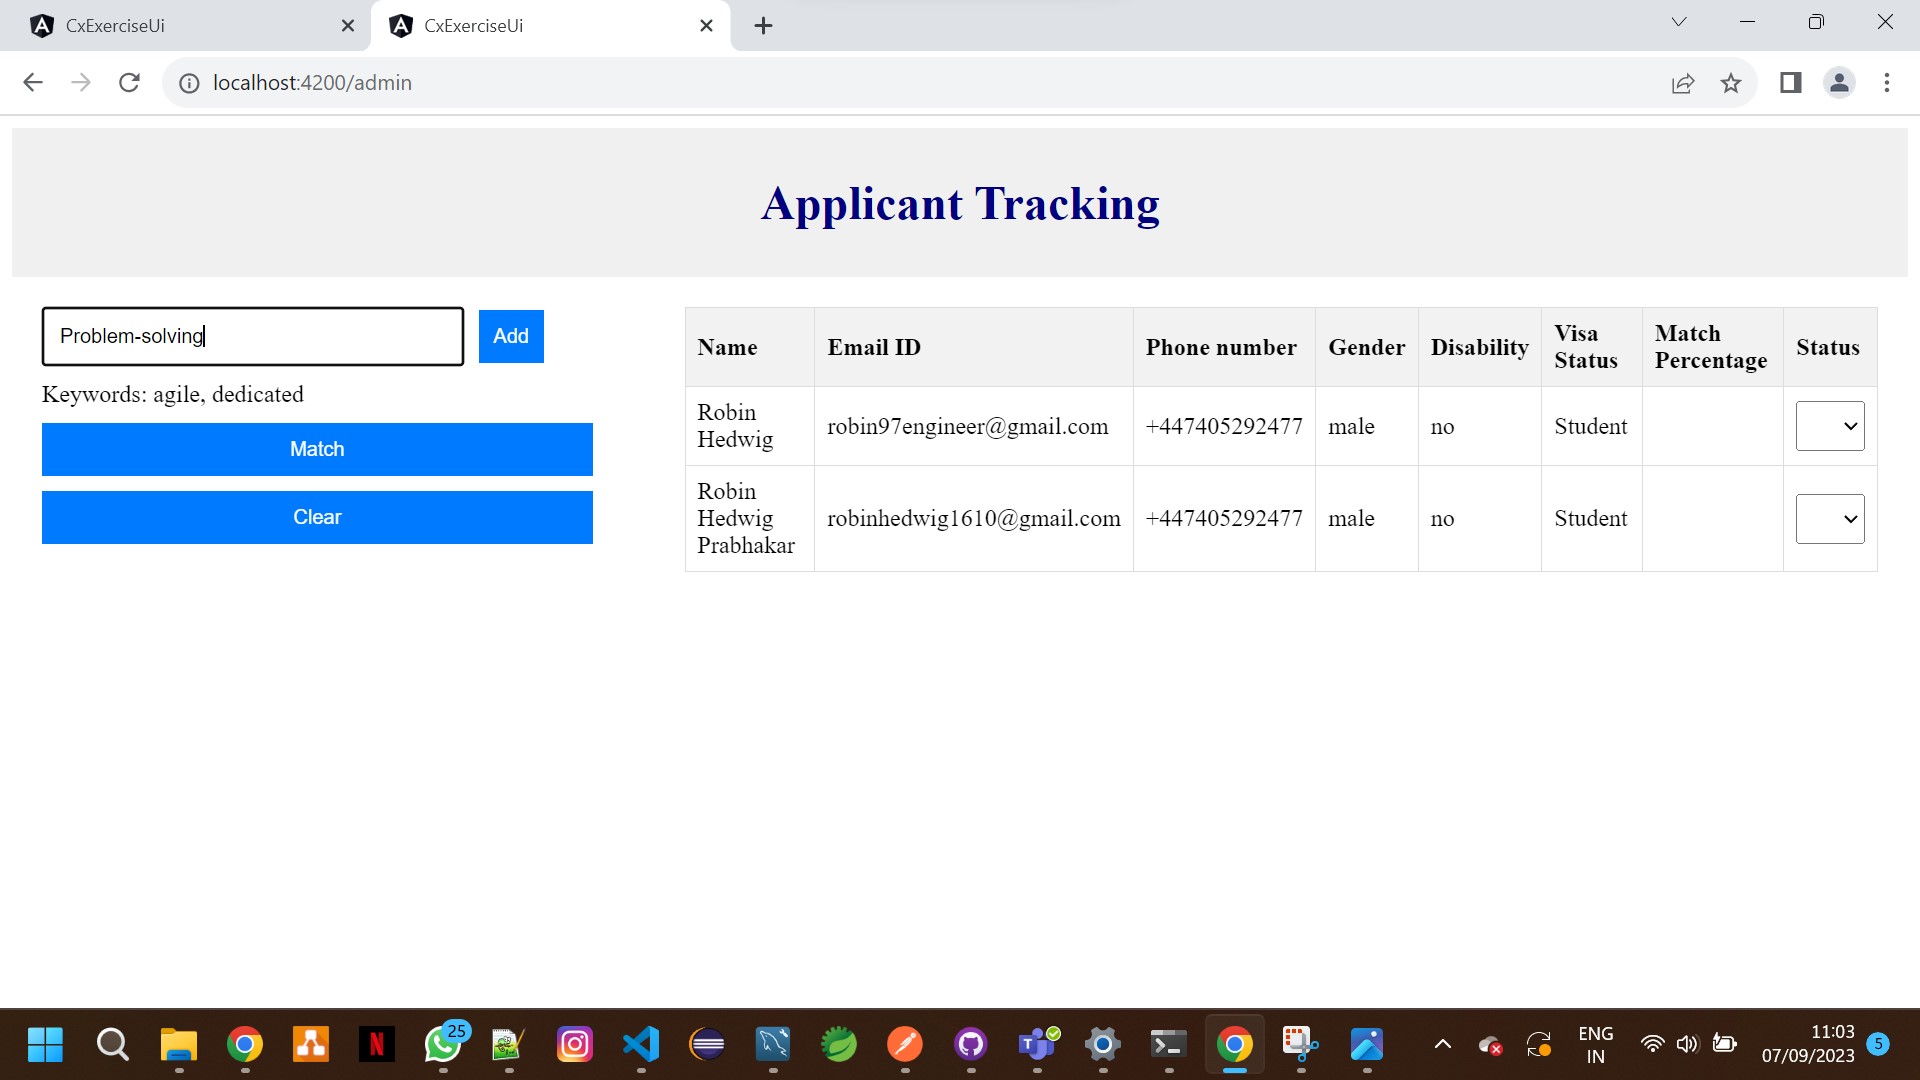 CxExerciseUi
CxExerciseUi
localhost:4200/admin
Applicant Tracking
Problem-solving
Add
Keywords: agile, dedicated
Match
Clear
Name Email ID Phone number Gender Disability Visa Status Match Percentage Status
Robin Hedwig robin97engineer@gmail.com +447405292477 male no Student
Robin Hedwig Prabhakar robinhedwig1610@gmail.com +447405292477 male no Student
25
ENG
IN
11:03
07/09/2023
5